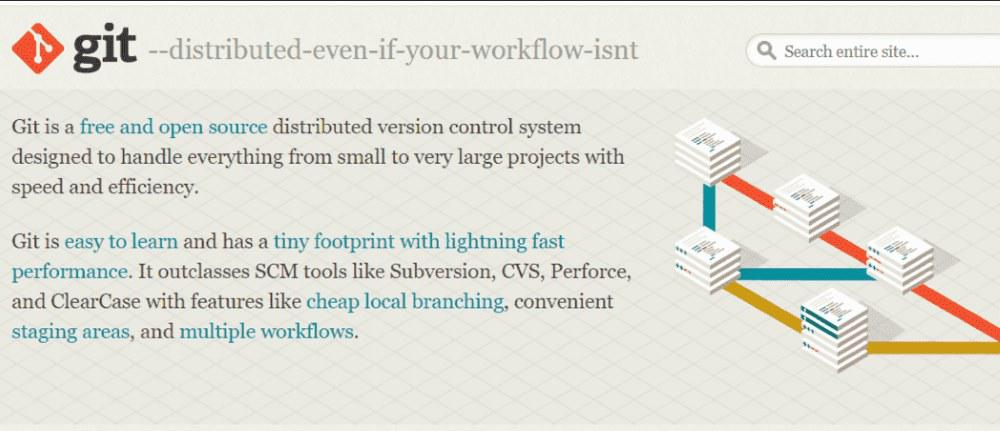 git --distributed-even-if-your-workflow-isnt
Search entire site...
Git is a free and open source distributed version control system
designed to handle everything from small to very large projects with
speed and efficiency.
Git is easy to learn and has a tiny footprint with lightning fast
performance. It outclasses SCM tools like Subversion, CVS, Perforce,
and ClearCase with features like cheap local branching, convenient
staging areas, and multiple workflows.